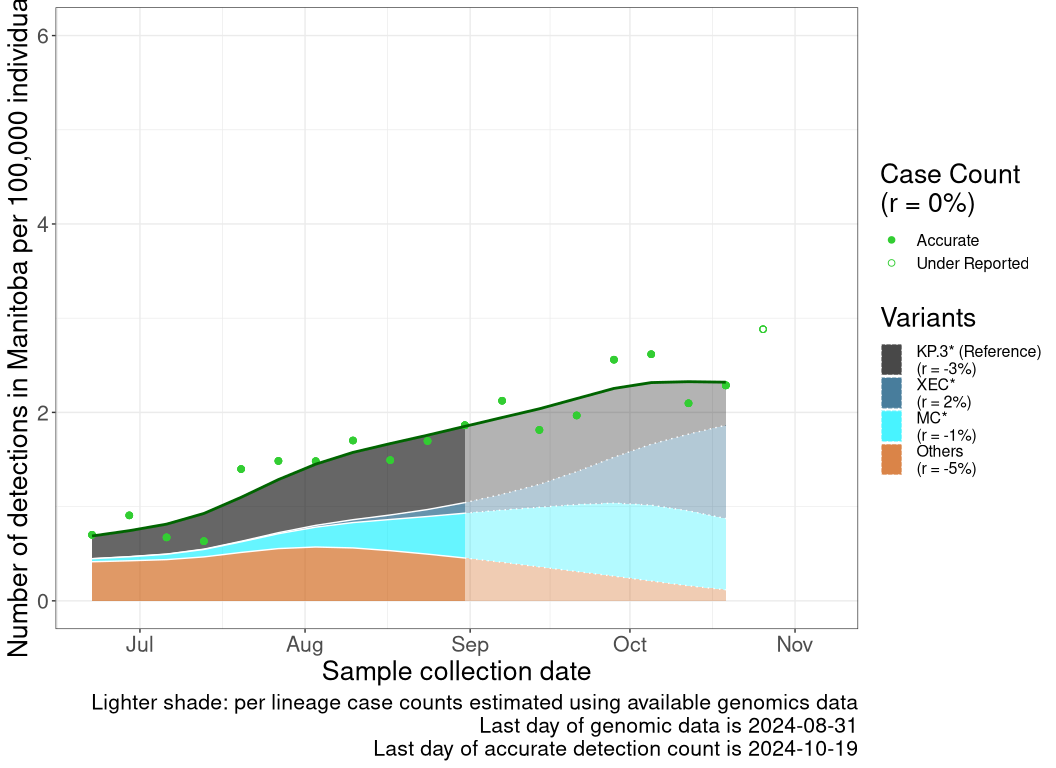 Number of detections in Manitoba per 100,000 individua
6
4
2
0
Jul
Aug
Sep
Oct
Nov
Sample collection date
Lighter shade: per lineage case counts estimated using available genomics data
Last day of genomic data is 2024-08-31
Last day of accurate detection count is 2024-10-19
Case Count
(r = 0%)
Accurate
Under Reported
Variants
KP.3* (Reference)
(r = -3%)
XEC*
(r = 2%)
MC*
(r = -1%)
Others
(r = -5%)